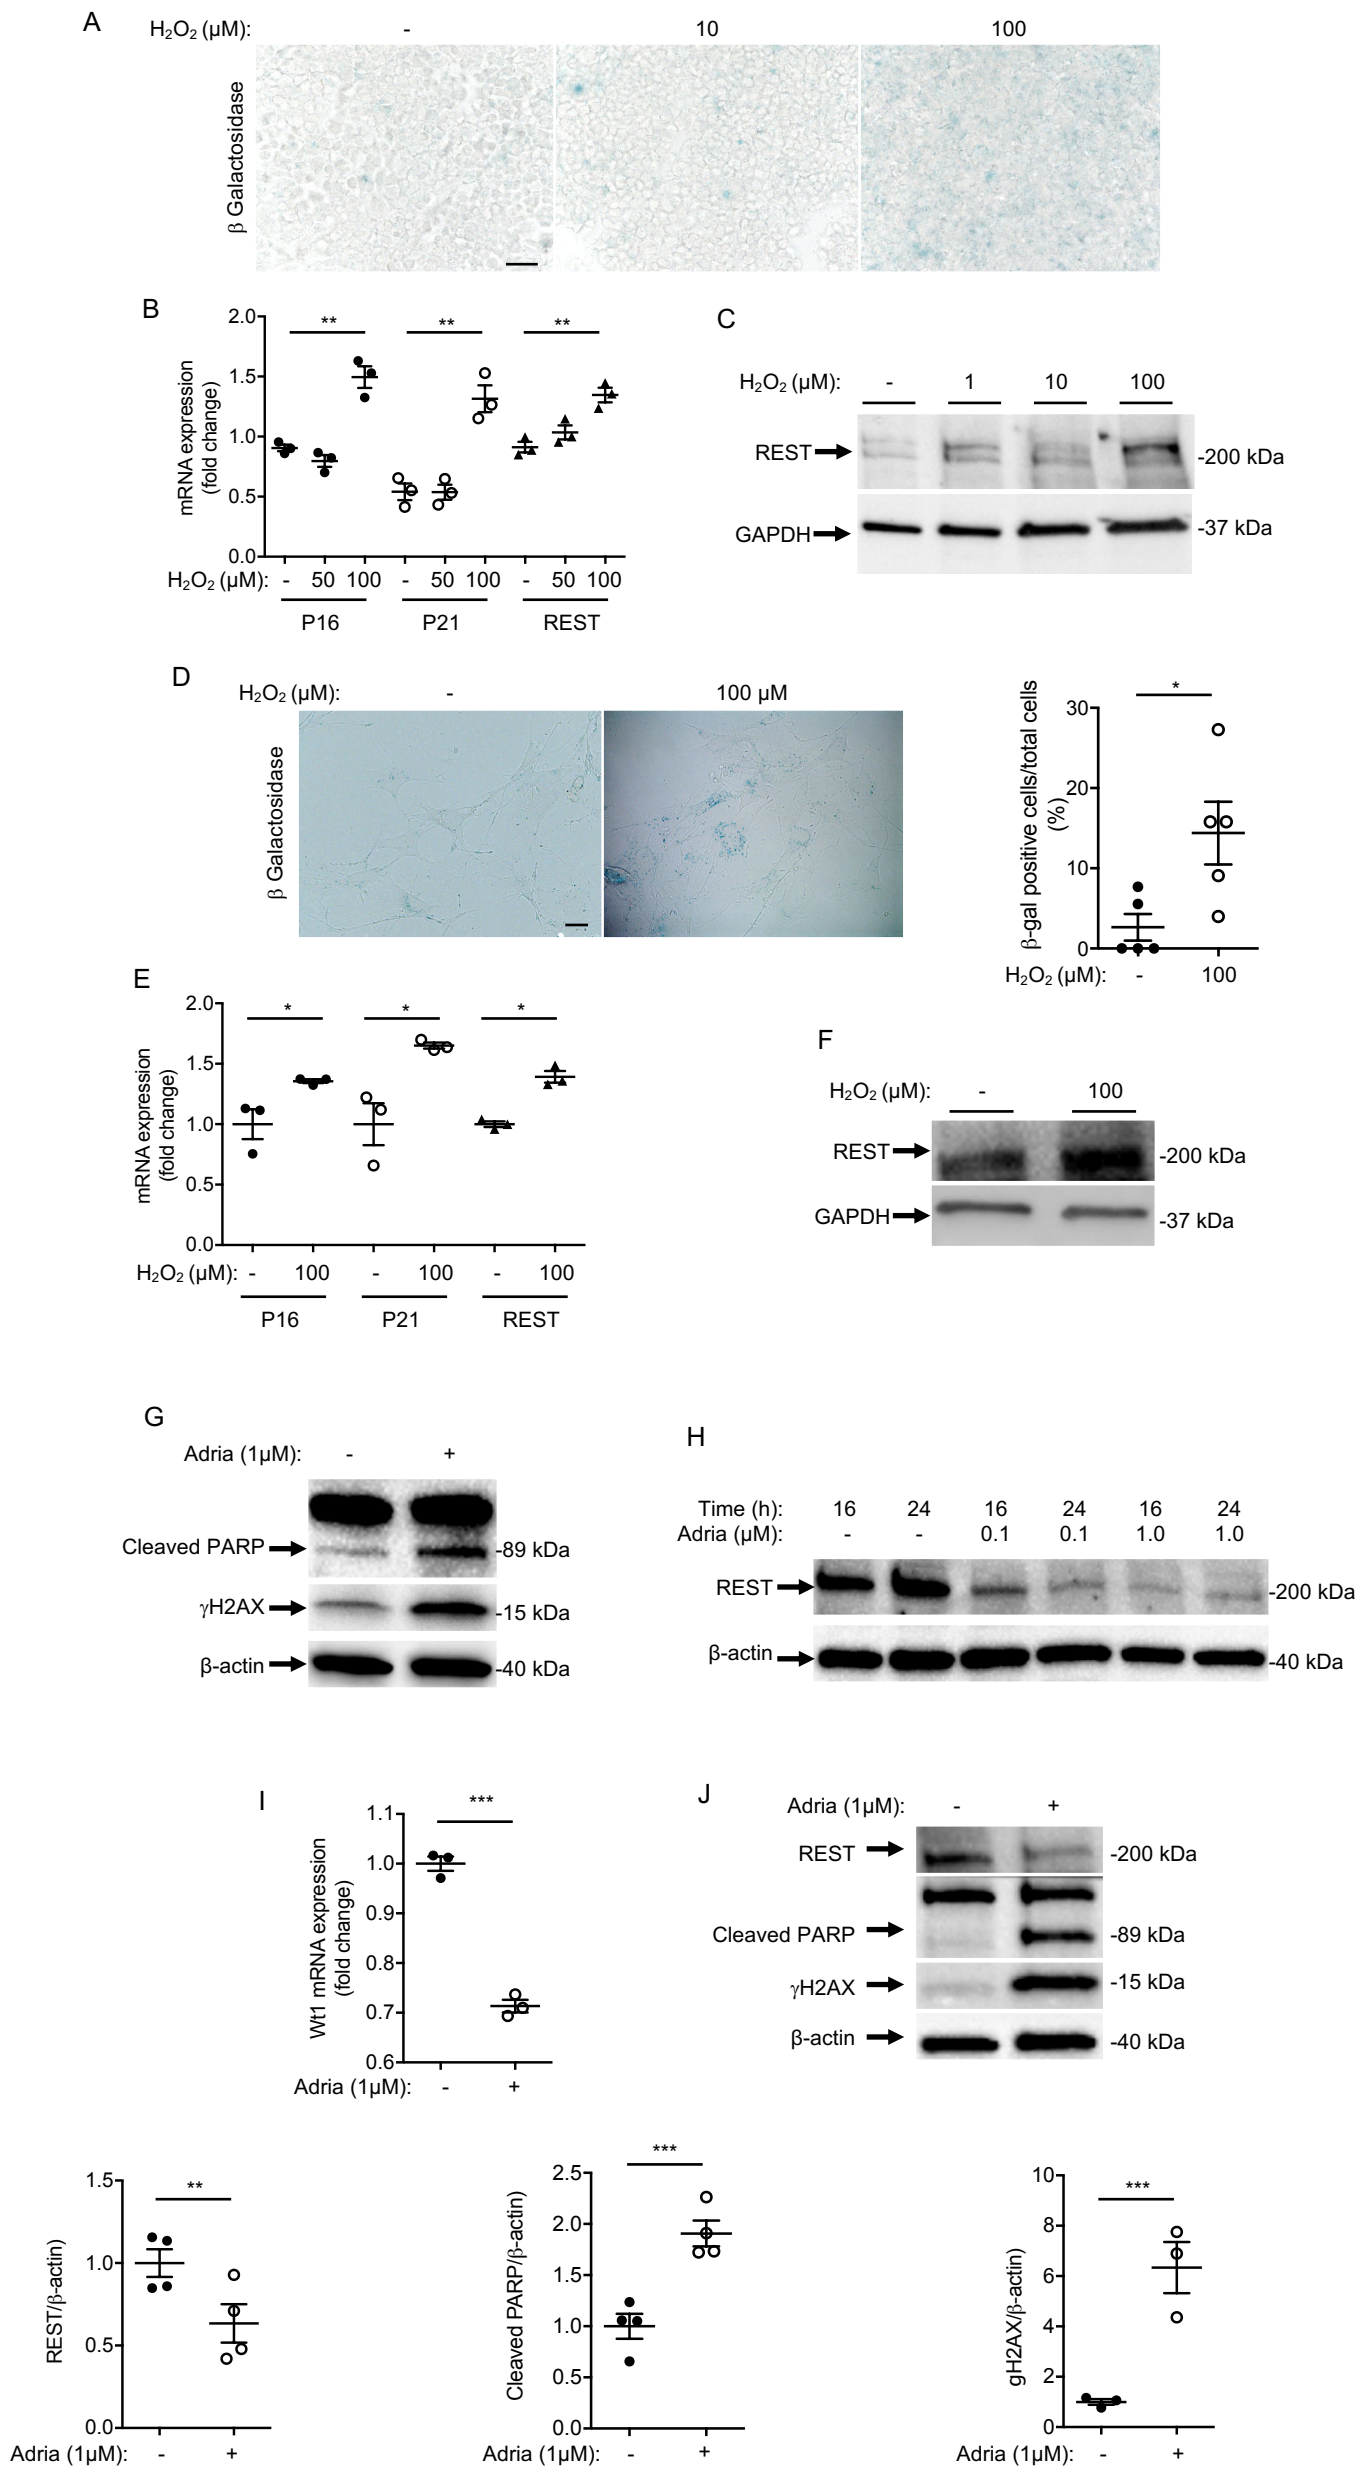 A
H₂O₂ (µM): - 10 100
β Galactosidase
B
mRNA expression
(fold change)
2.0
1.5
1.0
0.5
0.0
** ** **
H₂O₂ (µM): - 50 100 - 50 100 - 50 100
P16 P21 REST
C
H₂O₂ (µM): - 1 10 100
REST -200 kDa
GAPDH -37 kDa
D
H₂O₂ (µM): - 100 µM
β Galactosidase
β-gal positive cells/total cells
(%)
30
20
10
0
*
H₂O₂ (µM): - 100
E
mRNA expression
(fold change)
2.0
1.5
1.0
0.5
0.0
* * *
H₂O₂ (µM): - 100 - 100 - 100
P16 P21 REST
F
H₂O₂ (µM): - 100
REST -200 kDa
GAPDH -37 kDa
G
Adria (1µM): - +
Cleaved PARP -89 kDa
γH2AX -15 kDa
β-actin -40 kDa
H
Time (h): 16 24 16 24 16 24
Adria (µM): - - 0.1 0.1 1.0 1.0
REST -200 kDa
β-actin -40 kDa
I
Wt1 mRNA expression
(fold change)
1.1
1.0
0.9
0.8
0.7
0.6
***
Adria (1µM): - +
J
Adria (1µM): - +
REST -200 kDa
Cleaved PARP -89 kDa
γH2AX -15 kDa
β-actin -40 kDa
REST/β-actin)
1.5
1.0
0.5
0.0
**
Adria (1µM): - +
Cleaved PARP/β-actin)
2.5
2.0
1.5
1.0
0.5
0.0
***
Adria (1µM): - +
gH2AX/β-actin)
10
8
6
4
2
0
***
Adria (1µM): - +